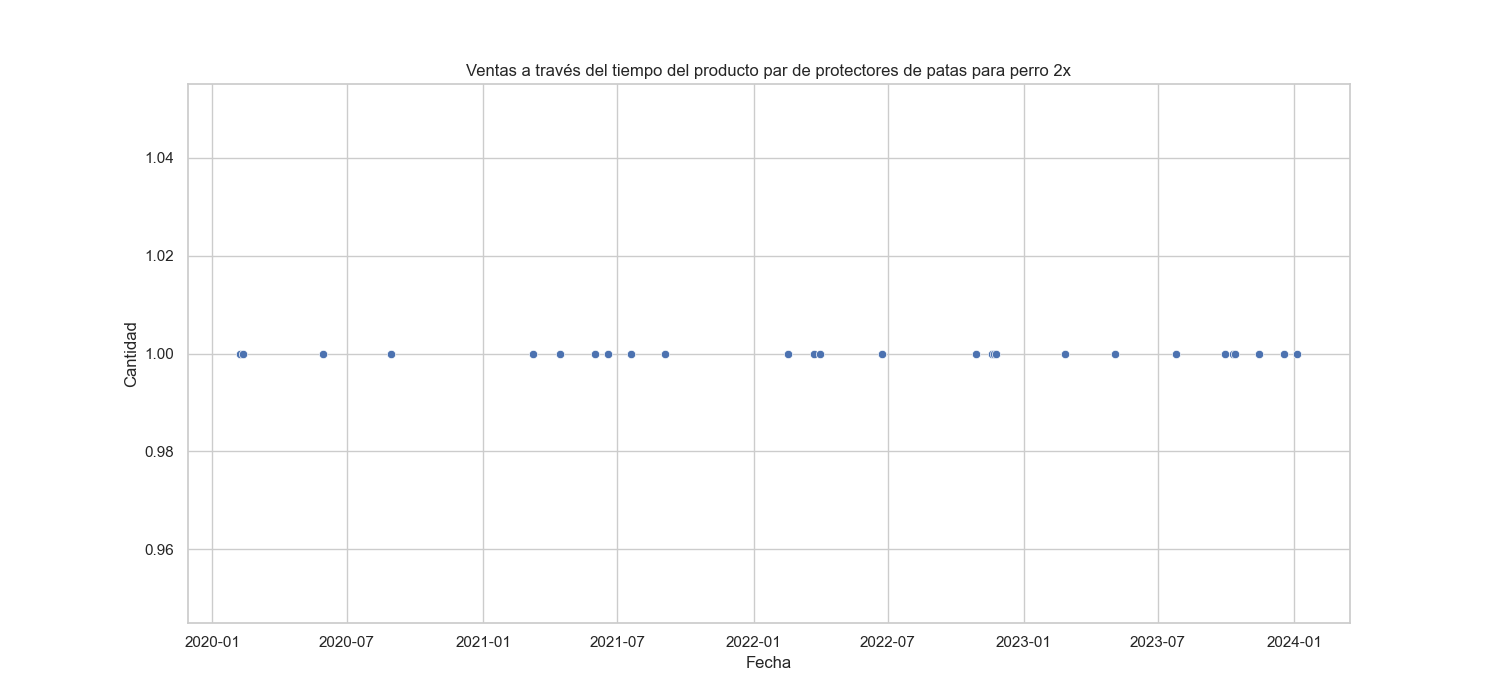 Ventas a través del tiempo del producto par de protectores de patas para perro 2x
1.04
1.02
1.00
0.98
0.96
Cantidad
2020-01 2020-07 2021-01 2021-07 2022-01 2022-07 2023-01 2023-07 2024-01
Fecha